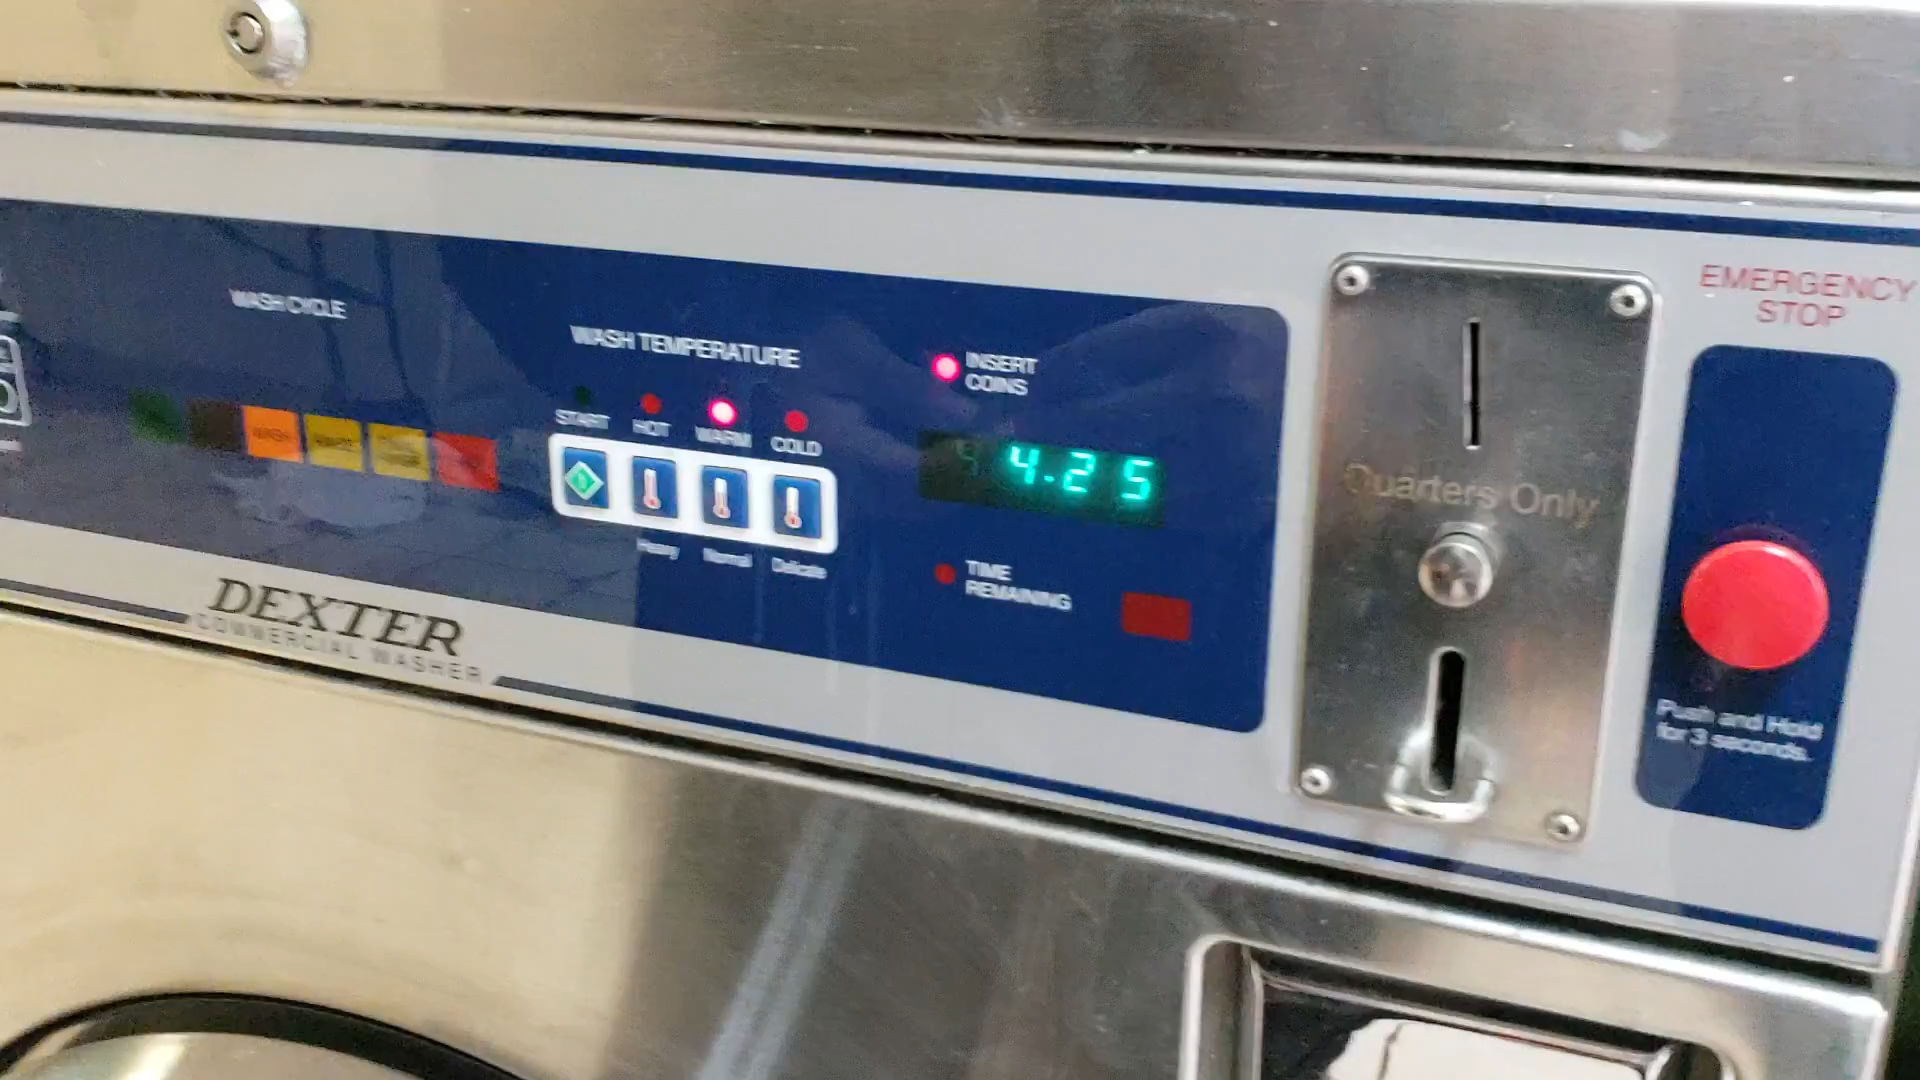 WASH CYCLE
WASH TEMPERATURE
START HOT WARM COLD
Heavy Normal Delicate
INSERT
COINS
4.25
TIME
REMAINING
DEXTER
COMMERCIAL WASHER
Quarters Only
EMERGENCY
STOP
Push and Hold
for 3 seconds.